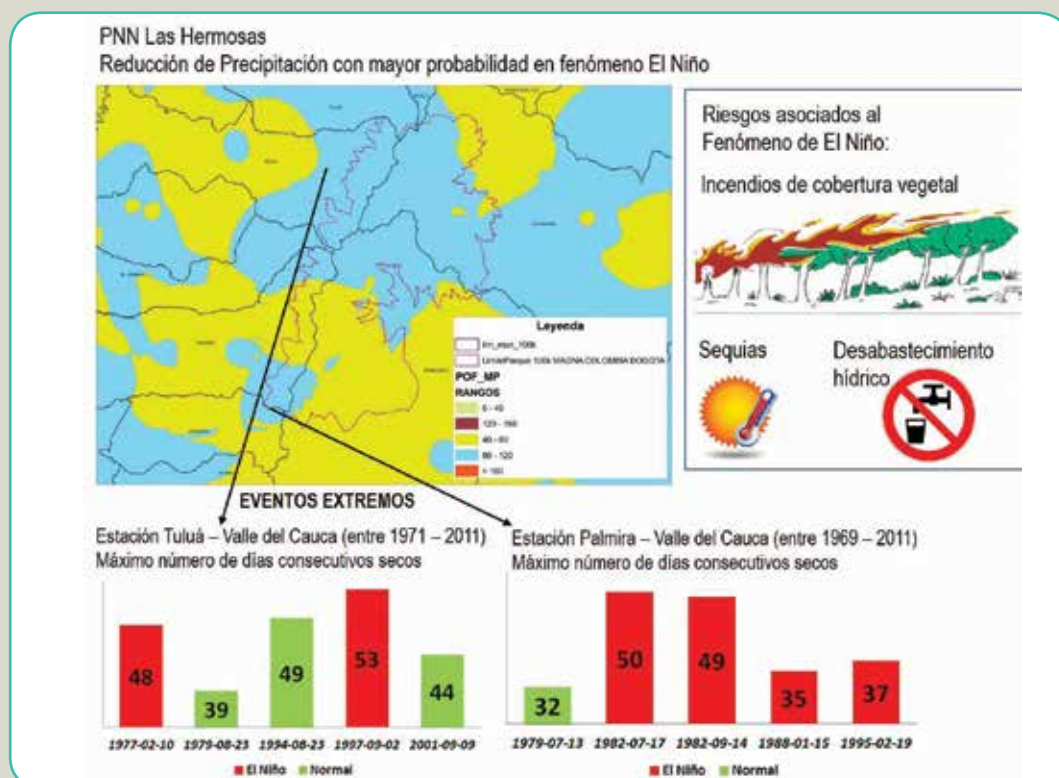 PNN Las Hermosas
Reducción de Precipitación con mayor probabilidad en fenómeno El Niño
Riesgos asociados al
Fenómeno de El Niño:
Incendios de cobertura vegetal
Sequias
Desabastecimiento
hídrico
Leyenda
POF_MP
RANGOS
EVENTOS EXTREMOS
Estación Tuluá – Valle del Cauca (entre 1971 – 2011)
Máximo número de días consecutivos secos
48
39
49
53
44
1977-02-10
1979-08-23
1994-08-23
1997-09-02
2001-09-09
El Niño
Normal
Estación Palmira – Valle del Cauca (entre 1969 – 2011)
Máximo número de días consecutivos secos
32
50
49
35
37
1979-07-13
1982-07-17
1982-09-14
1988-01-15
1995-02-19
El Niño
Normal